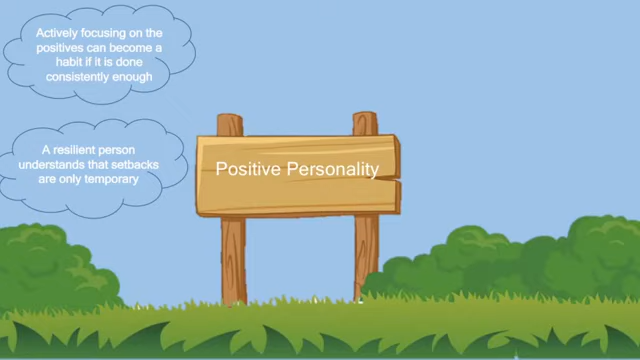 Actively focusing on the
positives can become a
habit if it is done
consistently enough
A resilient person
understands that setbacks
are only temporary
Positive Personality